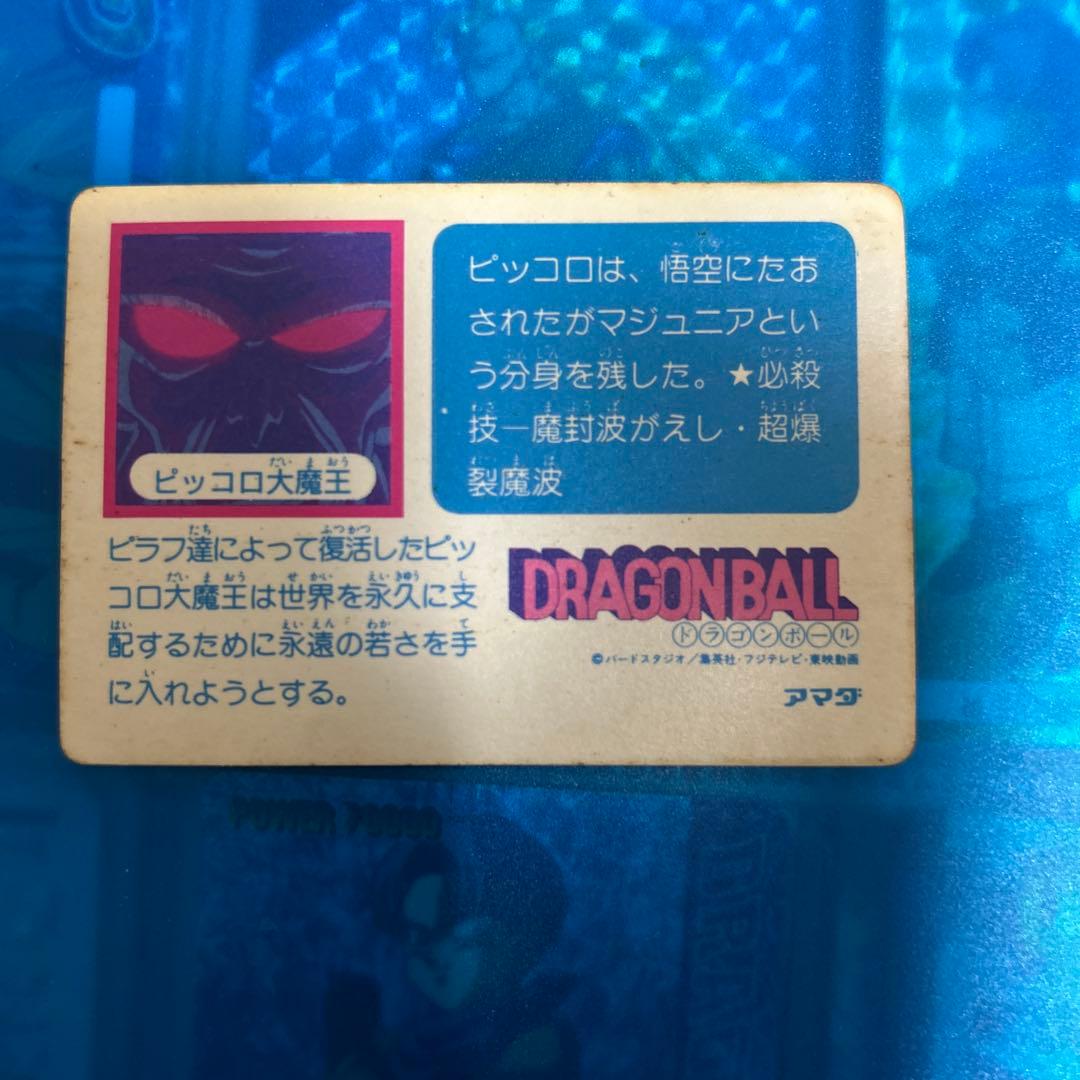 ピッコロ大魔王
ピッコロは、悟空にたお
されたがマジュニアとい
う分身を残した。★必殺
技―魔封波がえし・超爆
裂魔波
ピラフ達によって復活したピッ
コロ大魔王は世界を永久に支
配するために永遠の若さを手
に入れようとする。
DRAGONBALL
ドラゴンボール
©バードスタジオ／集英社・フジテレビ・東映動画
アマダ